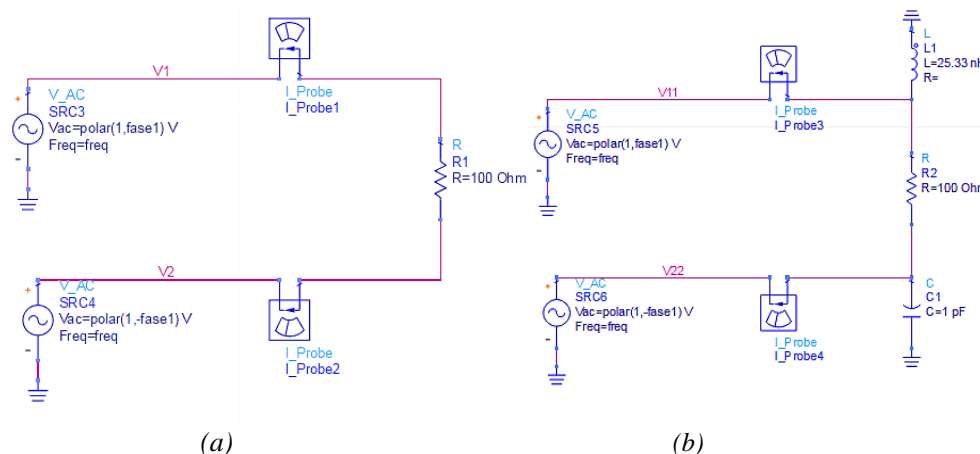 V1
I_Probe
I_Probe1
+
V_AC
SRC3
Vac=polar(1,fase1) V
Freq=freq
-
R
R1
R=100 Ohm
V2
+
V_AC
SRC4
Vac=polar(1,-fase1) V
Freq=freq
-
I_Probe
I_Probe2
(a)
L
L1
L=25.33 nH
R=
V11
I_Probe
I_Probe3
+
V_AC
SRC5
Vac=polar(1,fase1) V
Freq=freq
-
R
R2
R=100 Ohm
V22
+
V_AC
SRC6
Vac=polar(1,-fase1) V
Freq=freq
-
I_Probe
I_Probe4
C
C1
C=1 pF
(b)